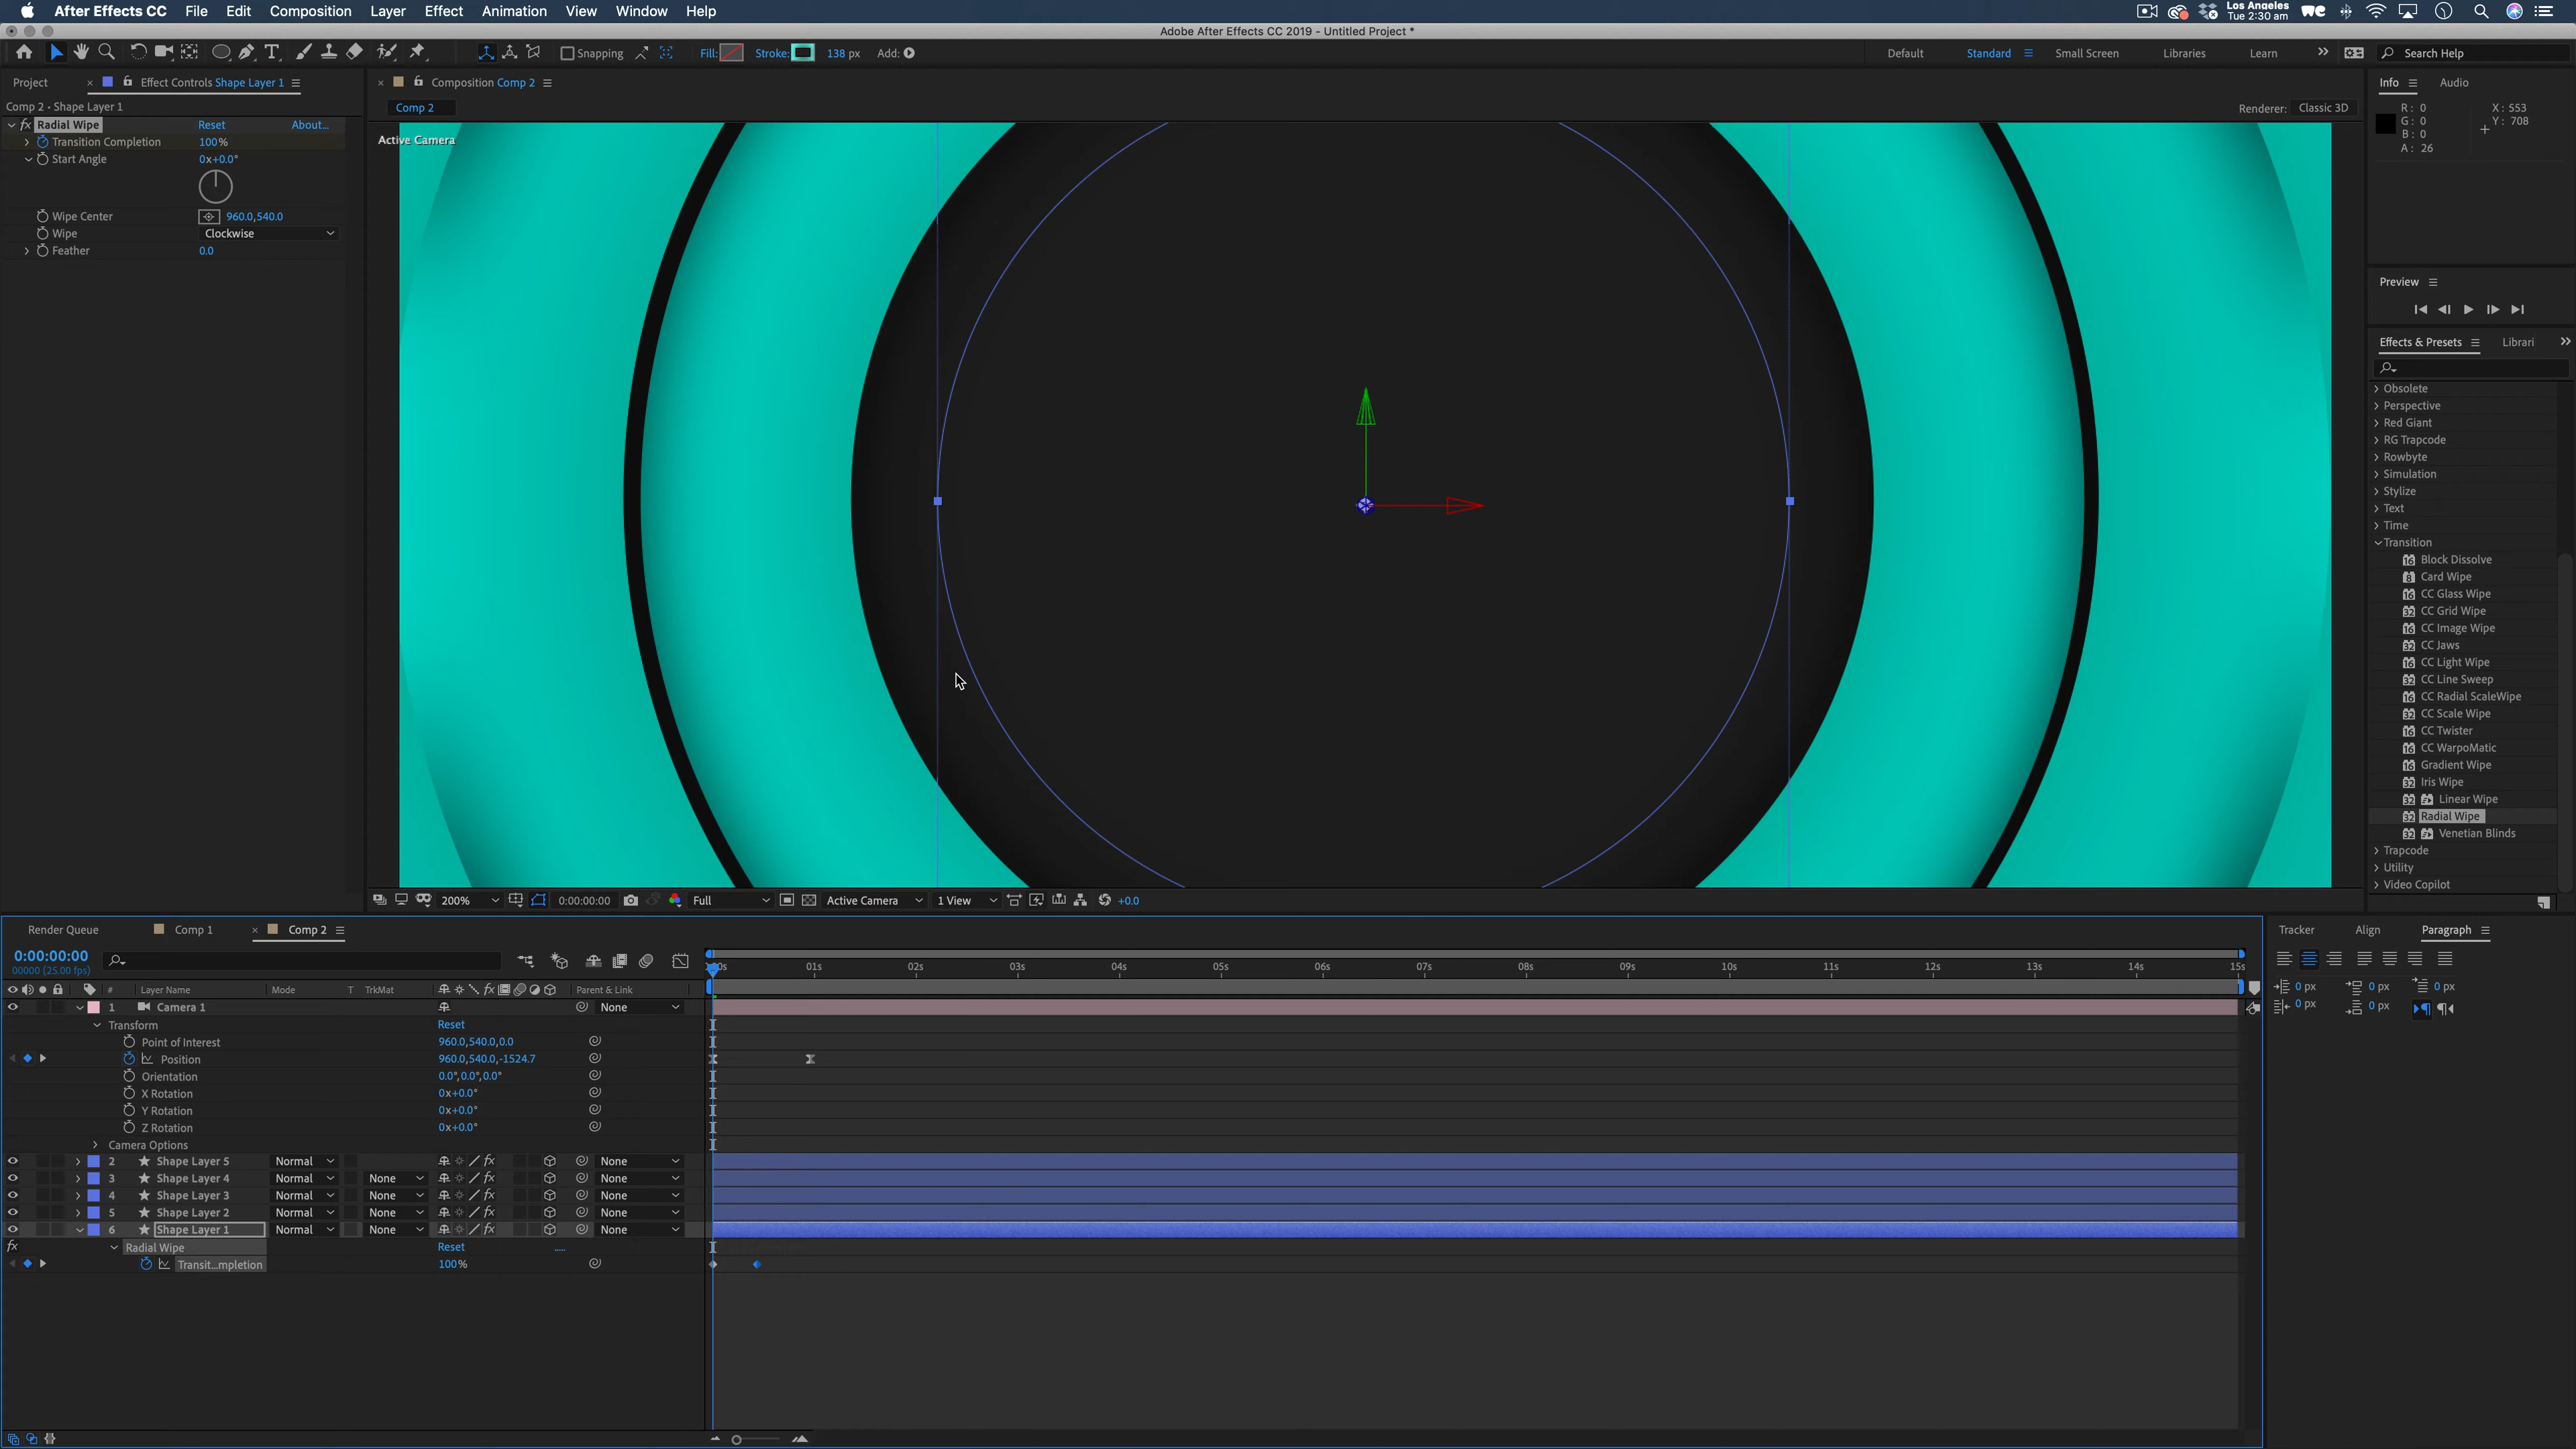 After Effects CC File Edit Composition Layer Effect Animation View Window Help
Los Angeles
Tue 2:30 am
Adobe After Effects CC 2019 - Untitled Project *
Snapping Fill: Stroke: 138 px Add:
Default Standard Small Screen Libraries Learn Search Help
Project Effect Controls Shape Layer 1
Comp 2 • Shape Layer 1
fx Radial Wipe Reset About...
Transition Completion 100%
Start Angle 0x+0.0°
Wipe Center 960.0,540.0
Wipe Clockwise
Feather 0.0
Composition Comp 2
Comp 2
Renderer: Classic 3D
Active Camera
200% 0:00:00:00 Full Active Camera 1 View +0.0
Info Audio
R: 0 X: 553
G: 0 Y: 708
B: 0
A: 26
Preview
Effects & Presets Librari
Obsolete
Perspective
Red Giant
RG Trapcode
Rowbyte
Simulation
Stylize
Text
Time
Transition
Block Dissolve
Card Wipe
CC Glass Wipe
CC Grid Wipe
CC Image Wipe
CC Jaws
CC Light Wipe
CC Line Sweep
CC Radial ScaleWipe
CC Scale Wipe
CC Twister
CC WarpoMatic
Gradient Wipe
Iris Wipe
Linear Wipe
Radial Wipe
Venetian Blinds
Trapcode
Utility
Video Copilot
Render Queue Comp 1 Comp 2
0:00:00:00
00000 (25.00 fps)
01s 02s 03s 04s 05s 06s 07s 08s 09s 10s 11s 12s 13s 14s 15s
# Layer Name Mode T TrkMat Parent & Link
1 Camera 1 None
Transform Reset
Point of Interest 960.0,540.0,0.0
Position 960.0,540.0,-1524.7
Orientation 0.0°,0.0°,0.0°
X Rotation 0x+0.0°
Y Rotation 0x+0.0°
Z Rotation 0x+0.0°
Camera Options
2 Shape Layer 5 Normal None
3 Shape Layer 4 Normal None None
4 Shape Layer 3 Normal None None
5 Shape Layer 2 Normal None None
6 Shape Layer 1 Normal None None
fx Radial Wipe Reset .....
Transit...mpletion 100%
Tracker Align Paragraph
0 px 0 px 0 px
0 px 0 px